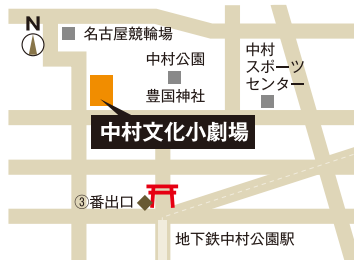 N
名古屋競輪場
中村公園
中村
スポーツ
センター
豊国神社
中村文化小劇場
③番出口
地下鉄中村公園駅